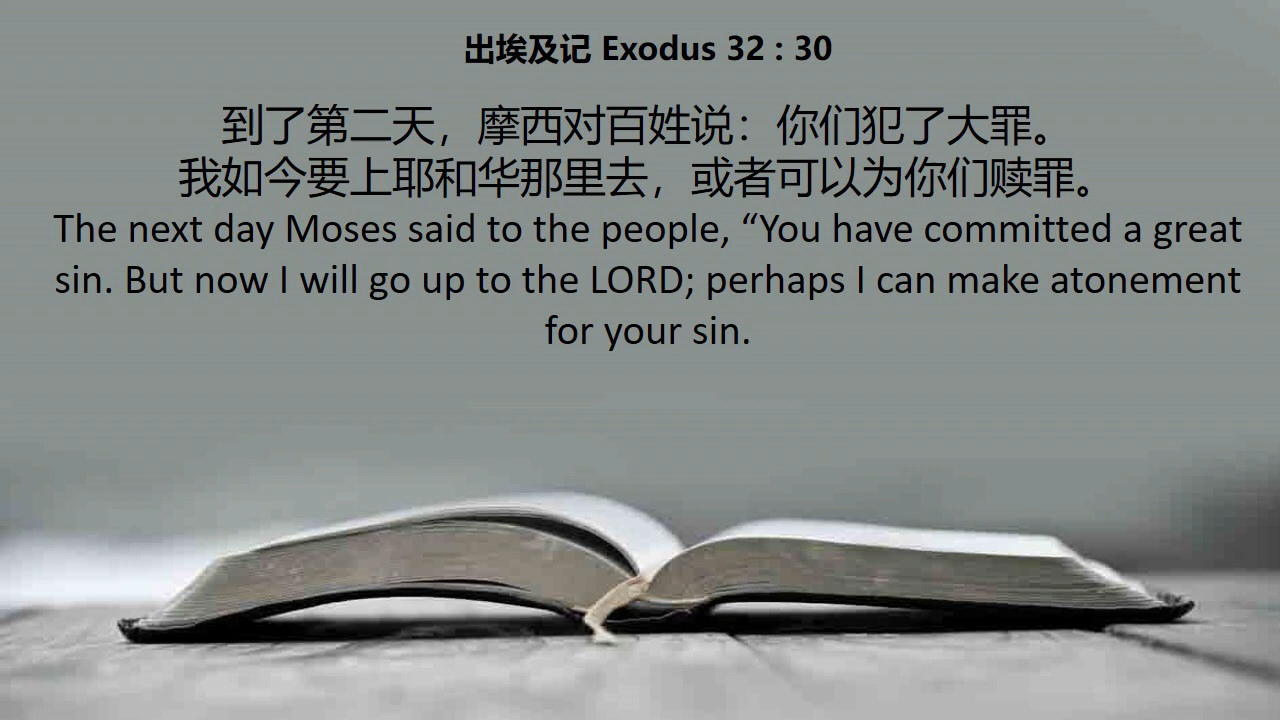 出埃及记 Exodus 32 : 30
到了第二天，摩西对百姓说：你们犯了大罪。
我如今要上耶和华那里去，或者可以为你们赎罪。
The next day Moses said to the people, “You have committed a great
sin. But now I will go up to the LORD; perhaps I can make atonement
for your sin.